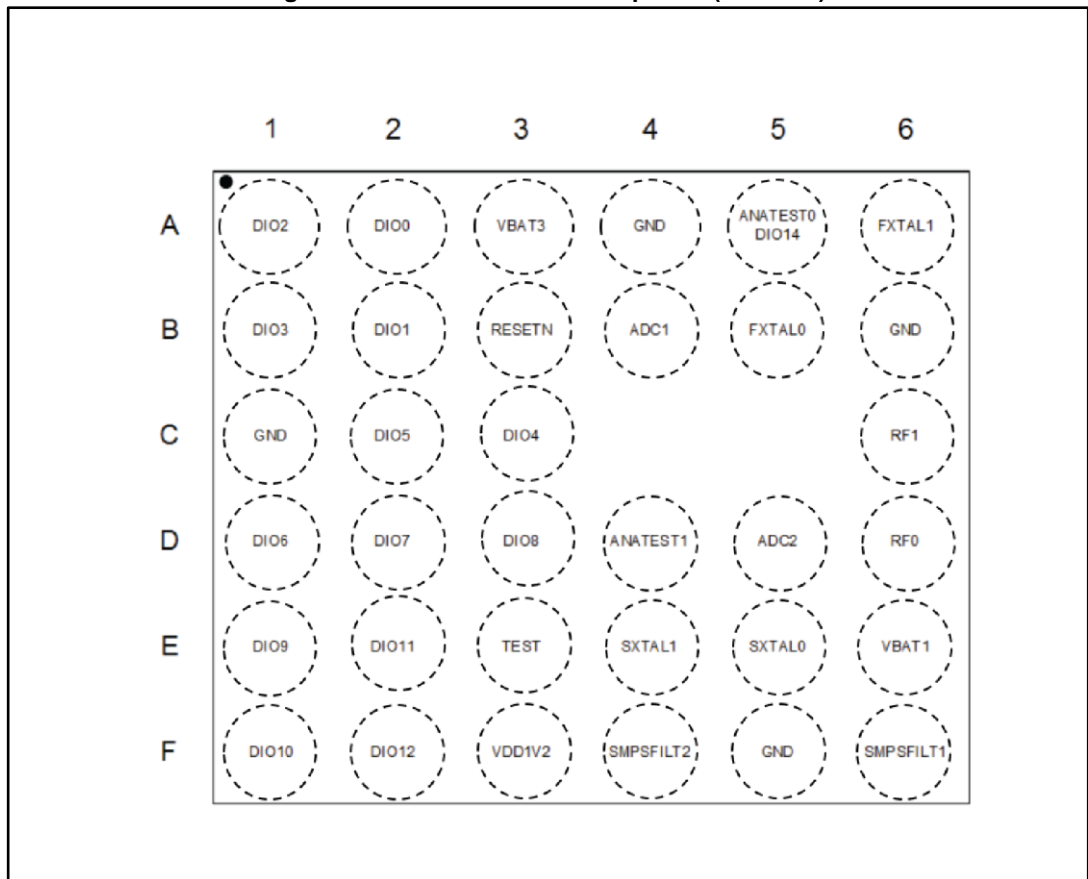 1 2 3 4 5 6
A DIO2 DIO0 VBAT3 GND ANATEST0 FXTAL1
DIO14
B DIO3 DIO1 RESETN ADC1 FXTAL0 GND
C GND DIO5 DIO4 RF1
D DIO6 DIO7 DIO8 ANATEST1 ADC2 RF0
E DIO9 DIO11 TEST SXTAL1 SXTAL0 VBAT1
F DIO10 DIO12 VDD1V2 SMPSFILT2 GND SMPSFILT1